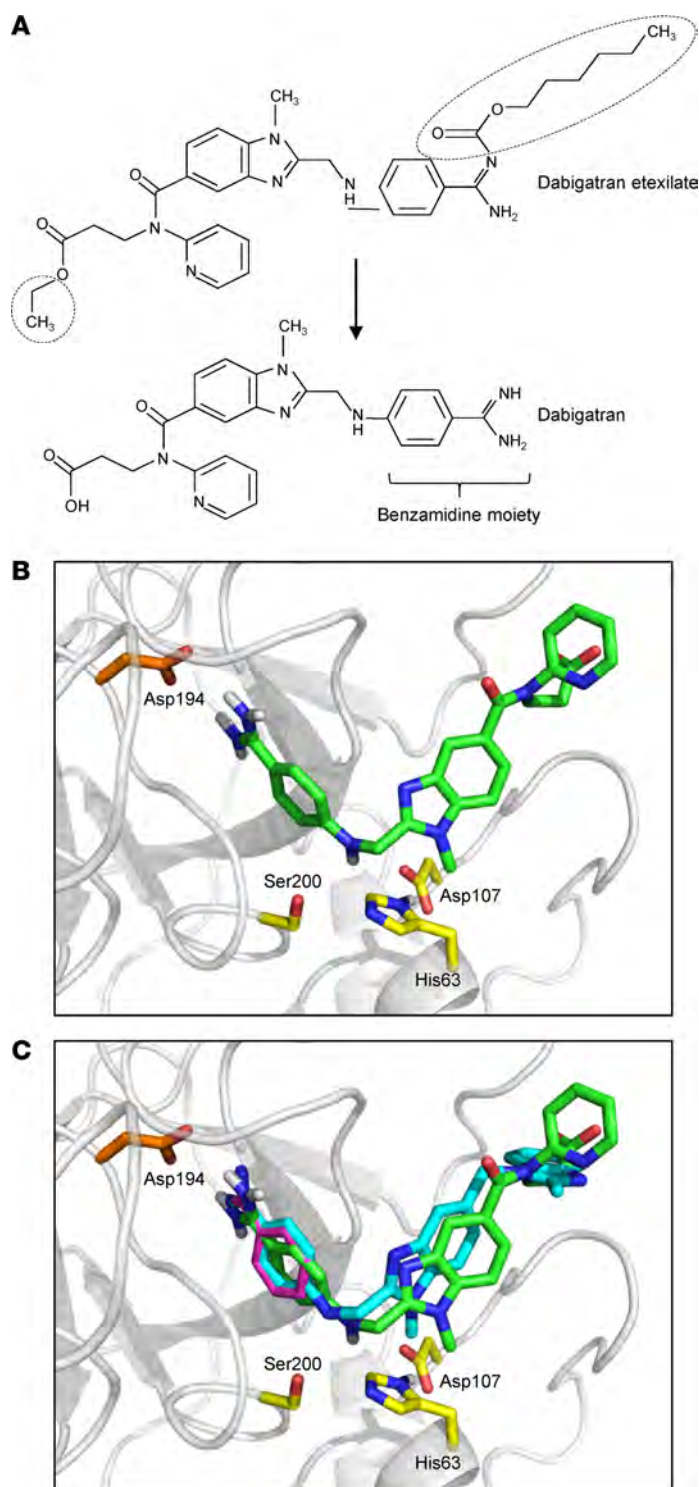 A
CH3
O
O
CH3
N
N
N
H
N
NH2
Dabigatran etexilate
O
N
N
O
O
CH3
CH3
N
N
N
H
NH
NH2
Dabigatran
O
N
N
O
OH
Benzamidine moiety
B
Asp194
Ser200
Asp107
His63
C
Asp194
Ser200
Asp107
His63